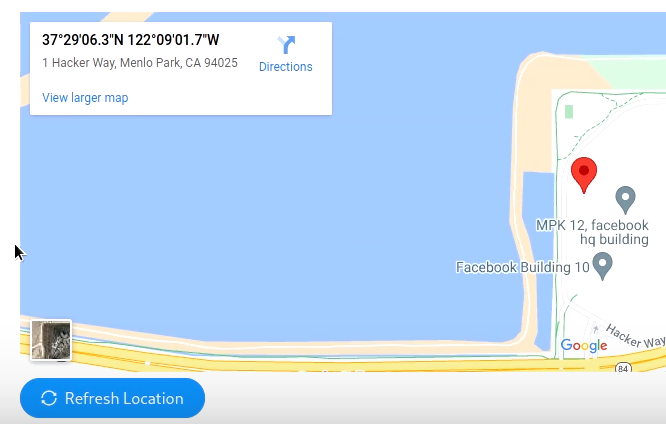 37°29'06.3"N 122°09'01.7"W
1 Hacker Way, Menlo Park, CA 94025
Directions
View larger map
MPK 12, facebook
hq building
Facebook Building 10
Google
Hacker Way
84
Refresh Location